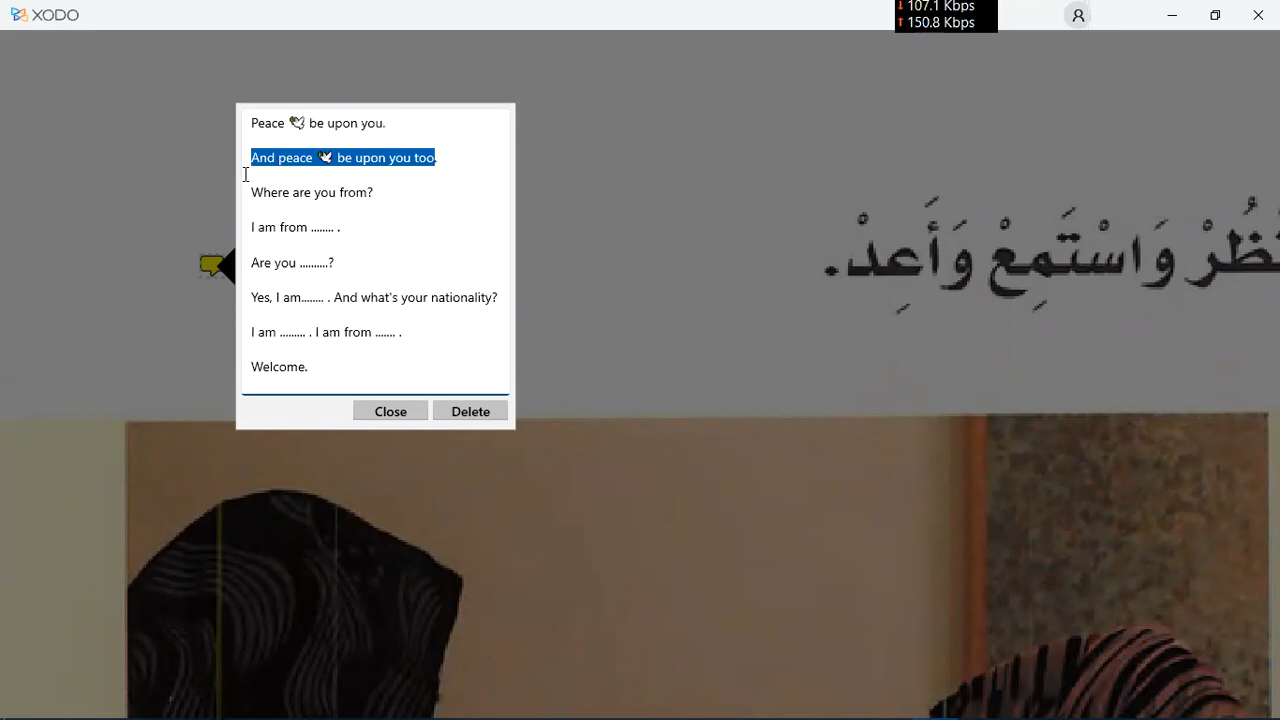 XODO
↓ 107.1 Kbps
↑ 150.8 Kbps
Peace 🕊 be upon you.
And peace 🕊 be upon you too.
Where are you from?
I am from ........ .
Are you ..........?
Yes, I am........ . And what's your nationality?
I am ......... . I am from ....... .
Welcome.
Close Delete
وَاسْتَمِعْ وَأَعِدْ.